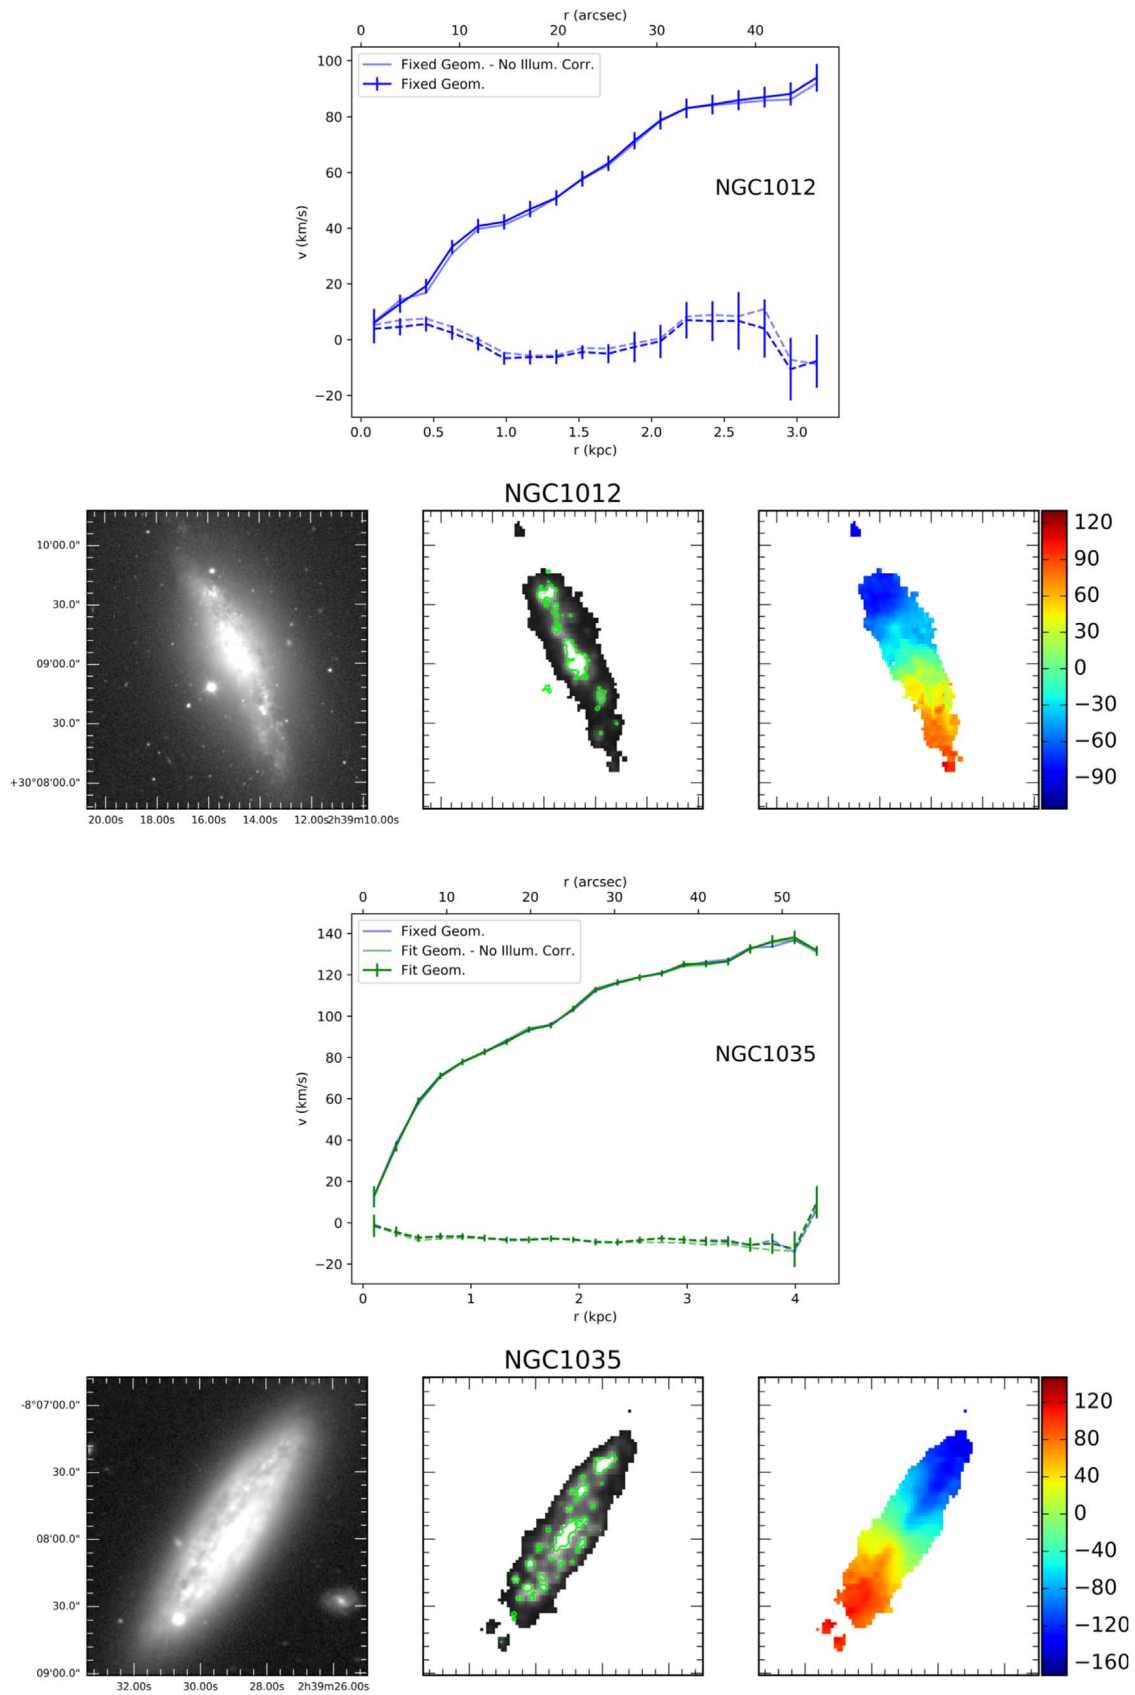 r (arcsec)
0 10 20 30 40
100
80
60
40
20
0
−20
v (km/s)
Fixed Geom. - No Illum. Corr.
Fixed Geom.
NGC1012
0.0 0.5 1.0 1.5 2.0 2.5 3.0
r (kpc)
NGC1012
10'00.0"
30.0"
09'00.0"
30.0"
+30°08'00.0"
20.00s 18.00s 16.00s 14.00s 12.00s 2h39m10.00s
120
90
60
30
0
−30
−60
−90
r (arcsec)
0 10 20 30 40 50
140
120
100
80
60
40
20
0
−20
v (km/s)
Fixed Geom.
Fit Geom. - No Illum. Corr.
Fit Geom.
NGC1035
0 1 2 3 4
r (kpc)
NGC1035
-8°07'00.0"
30.0"
08'00.0"
30.0"
09'00.0"
32.00s 30.00s 28.00s 2h39m26.00s
120
80
40
0
−40
−80
−120
−160